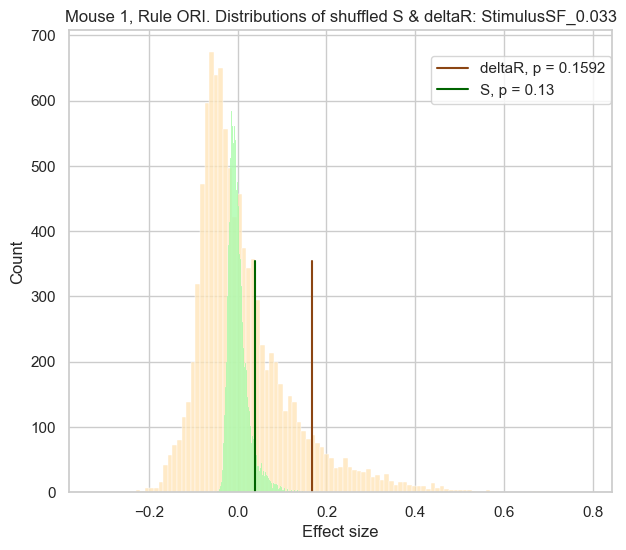 Mouse 1, Rule ORI. Distributions of shuffled S & deltaR: StimulusSF_0.033
700
600
500
400
300
200
100
0
Count
deltaR, p = 0.1592
S, p = 0.13
−0.2
0.0
0.2
0.4
0.6
0.8
Effect size